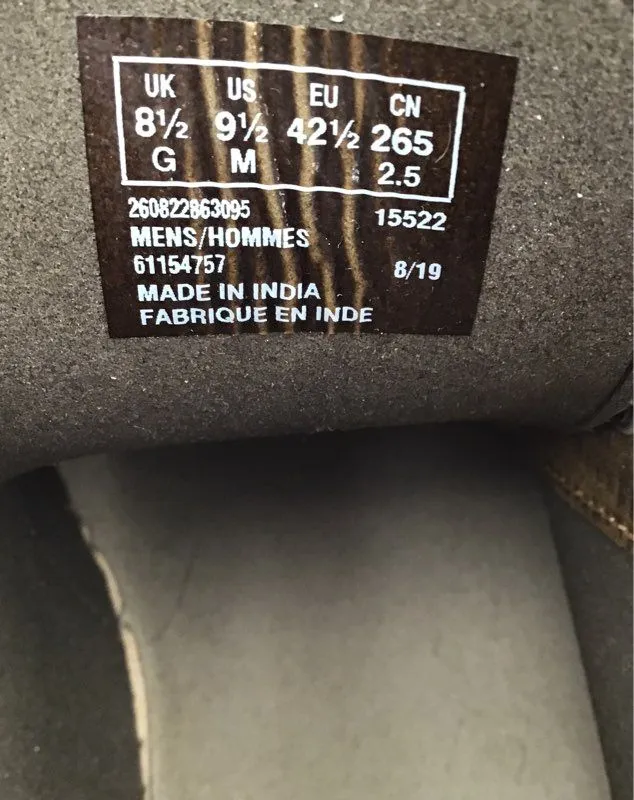 UK US EU CN
8½ 9½ 42½ 265
G M 2.5
260822863095 15522
MENS/HOMMES
61154757 8/19
MADE IN INDIA
FABRIQUE EN INDE